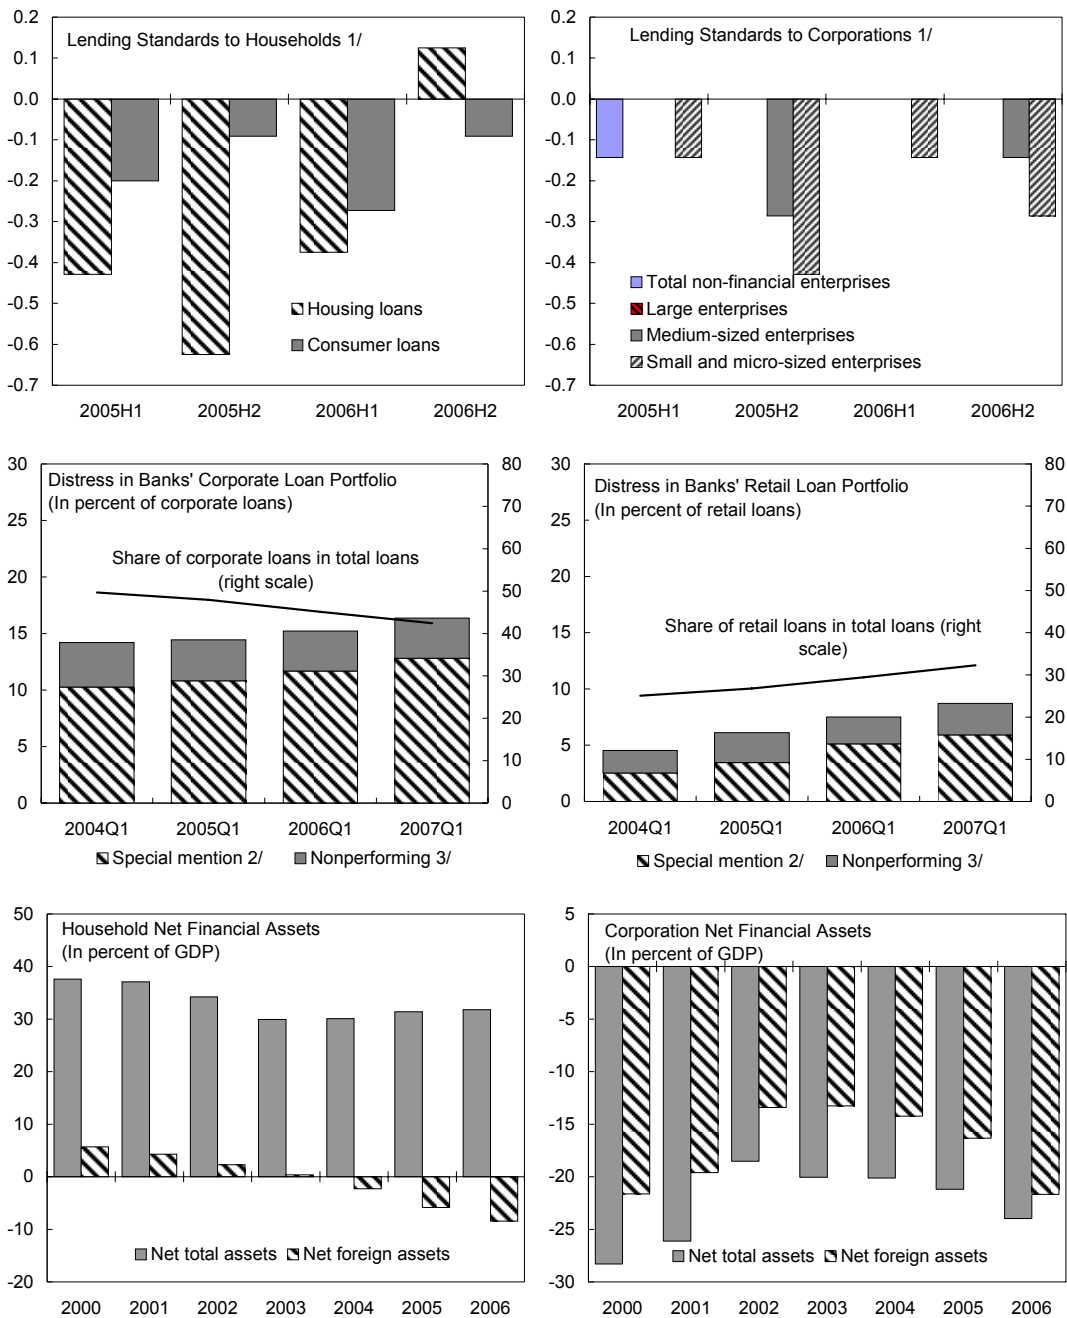 Lending Standards to Households 1/
0.2
0.1
0.0
-0.1
-0.2
-0.3
-0.4
-0.5
-0.6
-0.7
Housing loans
Consumer loans
2005H1 2005H2 2006H1 2006H2
Lending Standards to Corporations 1/
0.2
0.1
0.0
-0.1
-0.2
-0.3
-0.4
-0.5
-0.6
-0.7
Total non-financial enterprises
Large enterprises
Medium-sized enterprises
Small and micro-sized enterprises
2005H1 2005H2 2006H1 2006H2
Distress in Banks' Corporate Loan Portfolio
(In percent of corporate loans)
30
25
20
15
10
5
0
80
70
60
50
40
30
20
10
0
Share of corporate loans in total loans
(right scale)
2004Q1 2005Q1 2006Q1 2007Q1
Special mention 2/ Nonperforming 3/
Distress in Banks' Retail Loan Portfolio
(In percent of retail loans)
30
25
20
15
10
5
0
80
70
60
50
40
30
20
10
0
Share of retail loans in total loans (right
scale)
2004Q1 2005Q1 2006Q1 2007Q1
Special mention 2/ Nonperforming 3/
Household Net Financial Assets
(In percent of GDP)
50
40
30
20
10
0
-10
-20
Net total assets Net foreign assets
2000 2001 2002 2003 2004 2005 2006
Corporation Net Financial Assets
(In percent of GDP)
5
0
-5
-10
-15
-20
-25
-30
Net total assets Net foreign assets
2000 2001 2002 2003 2004 2005 2006